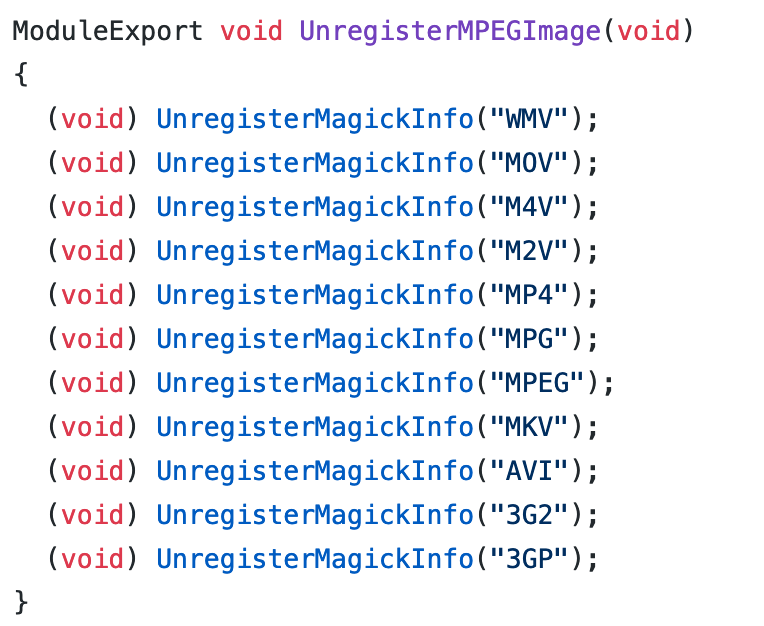 ModuleExport void UnregisterMPEGImage(void)
{
  (void) UnregisterMagickInfo("WMV");
  (void) UnregisterMagickInfo("MOV");
  (void) UnregisterMagickInfo("M4V");
  (void) UnregisterMagickInfo("M2V");
  (void) UnregisterMagickInfo("MP4");
  (void) UnregisterMagickInfo("MPG");
  (void) UnregisterMagickInfo("MPEG");
  (void) UnregisterMagickInfo("MKV");
  (void) UnregisterMagickInfo("AVI");
  (void) UnregisterMagickInfo("3G2");
  (void) UnregisterMagickInfo("3GP");
}